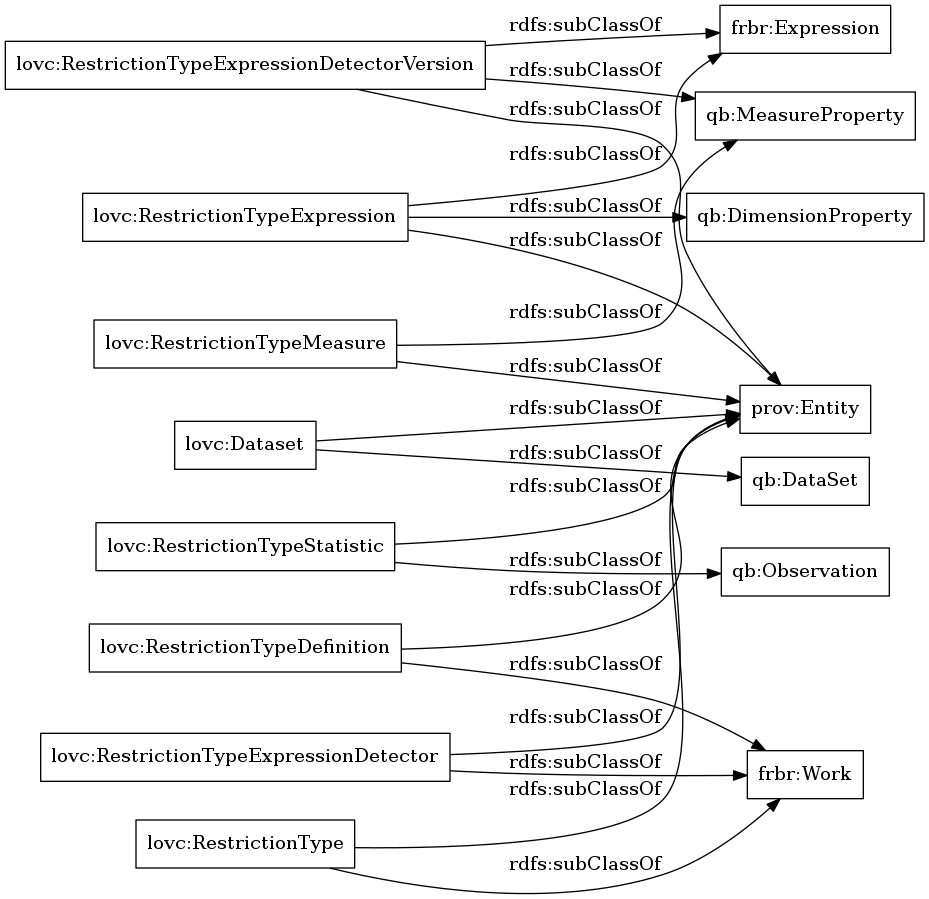 rdfs:subClassOf
frbr:Expression
lovc:RestrictionTypeExpressionDetectorVersion
rdfs:subClassOf
rdfs:subClassOf
qb:MeasureProperty
rdfs:subClassOf
lovc:RestrictionTypeExpression
rdfs:subClassOf
qb:DimensionProperty
rdfs:subClassOf
rdfs:subClassOf
lovc:RestrictionTypeMeasure
rdfs:subClassOf
rdfs:subClassOf
prov:Entity
lovc:Dataset
rdfs:subClassOf
qb:DataSet
rdfs:subClassOf
lovc:RestrictionTypeStatistic
rdfs:subClassOf
qb:Observation
rdfs:subClassOf
lovc:RestrictionTypeDefinition
rdfs:subClassOf
rdfs:subClassOf
lovc:RestrictionTypeExpressionDetector
rdfs:subClassOf
frbr:Work
rdfs:subClassOf
lovc:RestrictionType
rdfs:subClassOf